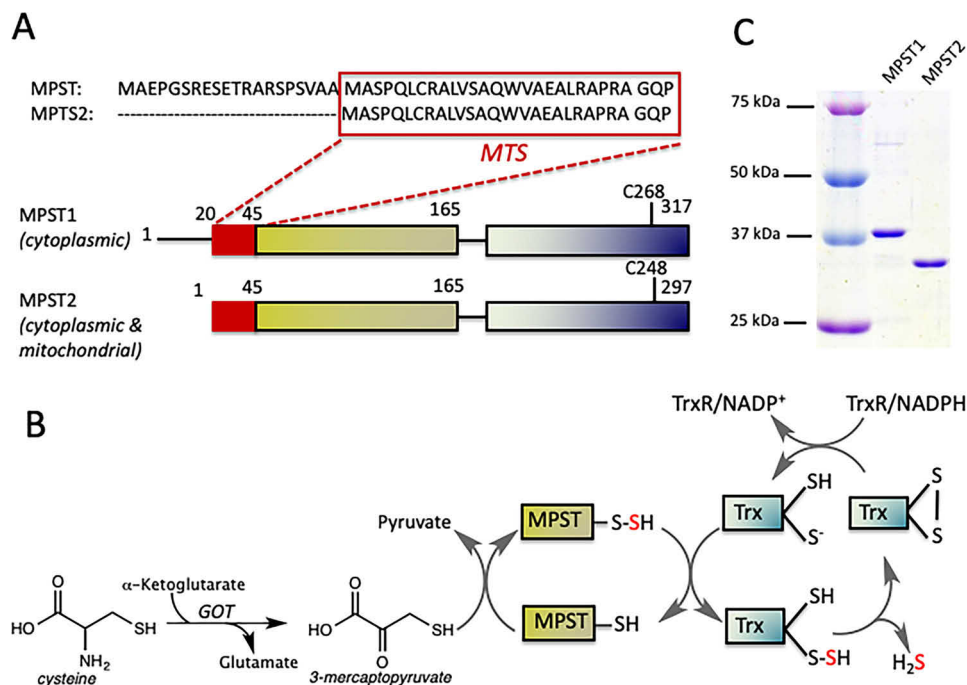 A
MPST: MAEPGSRESETRARSPSVAA MASPQLCRALVSAQWVAEALRAPRA GQP
MPTS2: -------------------- MASPQLCRALVSAQWVAEALRAPRA GQP
MTS
MPST1
(cytoplasmic)
1
20
45
165
C268
317
MPST2
(cytoplasmic &
mitochondrial)
1
45
165
C248
297
C
MPST1
MPST2
75 kDa
50 kDa
37 kDa
25 kDa
B
TrxR/NADP+
TrxR/NADPH
Pyruvate
MPST
S-SH
Trx
SH
S-
Trx
S
S
α-Ketoglutarate
GOT
Glutamate
O
HO
SH
NH2
cysteine
O
HO
SH
O
3-mercaptopyruvate
MPST
SH
Trx
SH
S-SH
H2S